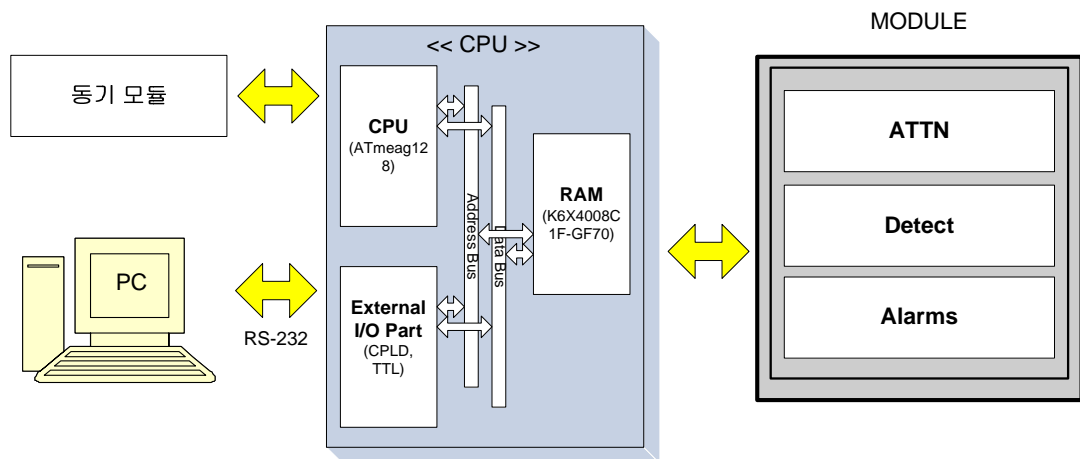 MODULE
<< CPU >>
동기 모듈
CPU
(ATmeag12
8)
Address Bus
Data Bus
RAM
(K6X4008C
1F-GF70)
ATTN
Detect
Alarms
PC
RS-232
External
I/O Part
(CPLD,
TTL)